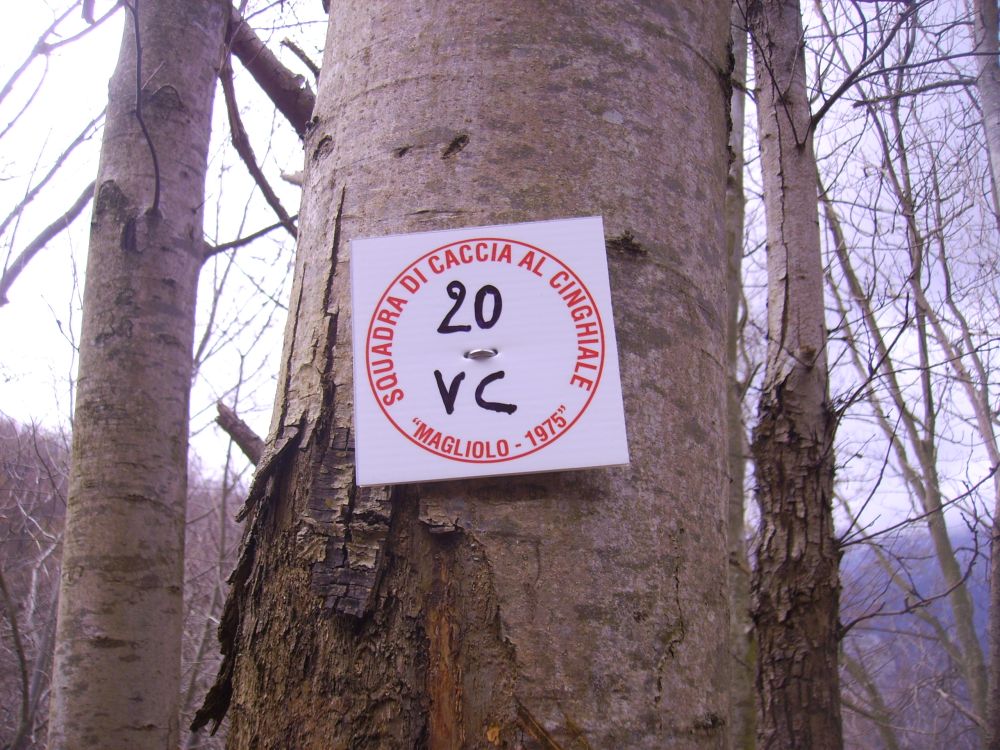 SQUADRA DI CACCIA AL CINGHIALE
20
VC
"MAGLIOLO - 1975"